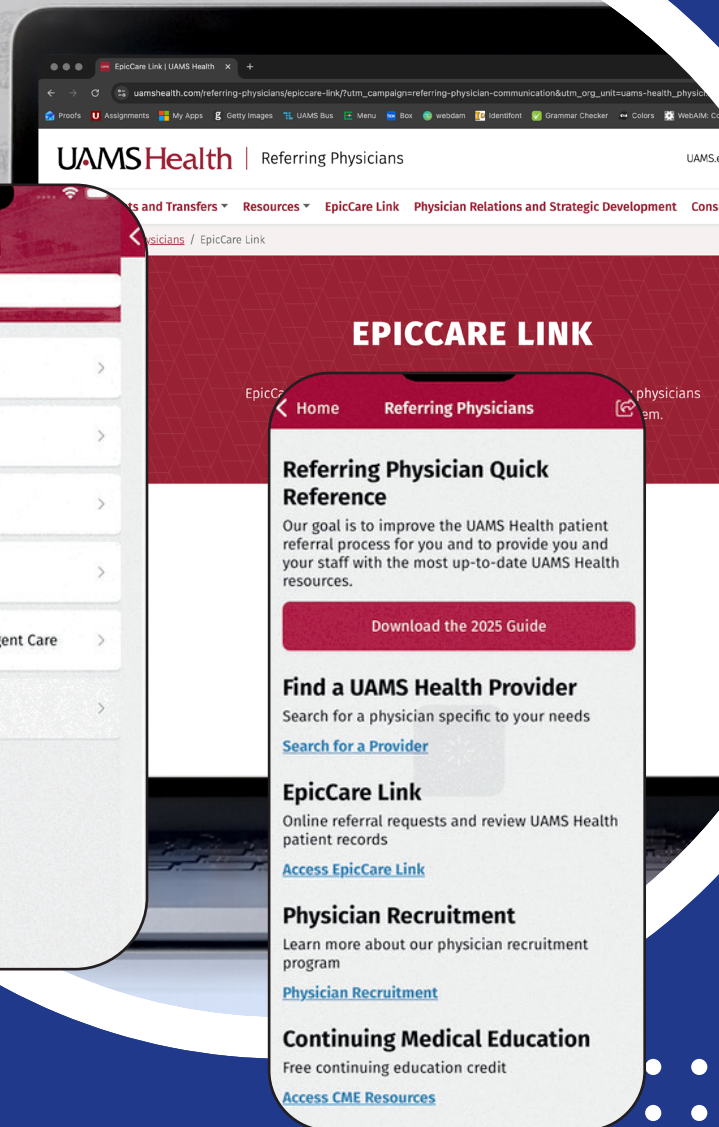 EpicCare Link | UAMS Health × +
uamshealth.com/referring-physicians/epiccare-link/?utm_campaign=referring-physician-communication&utm_org_unit=uams-health_physici
Proofs Assignments My Apps Getty Images UAMS Bus Menu Box webdam Identifont Grammar Checker Colors WebAIM: Co
UAMS Health | Referring Physicians
UAMS.e
ts and Transfers Resources EpicCare Link Physician Relations and Strategic Development Cons
ysicians / EpicCare Link
EPICCARE LINK
EpicCa
physicians
em.
gent Care
Home Referring Physicians
Referring Physician Quick
Reference
Our goal is to improve the UAMS Health patient
referral process for you and to provide you and
your staff with the most up-to-date UAMS Health
resources.
Download the 2025 Guide
Find a UAMS Health Provider
Search for a physician specific to your needs
Search for a Provider
EpicCare Link
Online referral requests and review UAMS Health
patient records
Access EpicCare Link
Physician Recruitment
Learn more about our physician recruitment
program
Physician Recruitment
Continuing Medical Education
Free continuing education credit
Access CME Resources